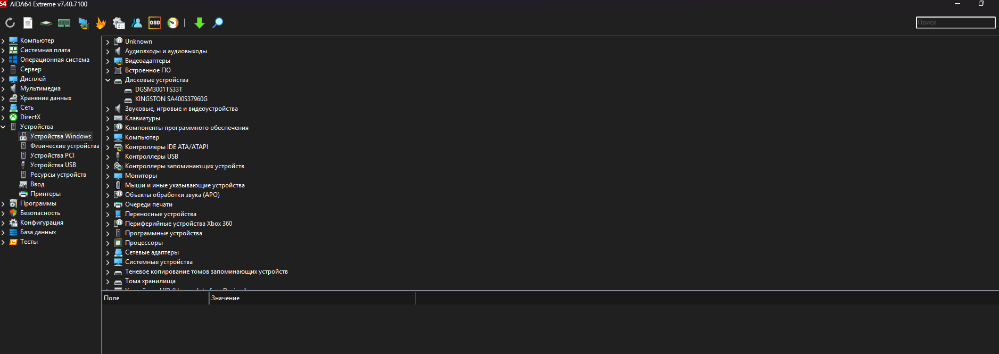 64 AIDA64 Extreme v7.40.7100
OSD
Поиск
Компьютер
Системная плата
Операционная система
Сервер
Дисплей
Мультимедиа
Хранение данных
Сеть
DirectX
Устройства
Устройства Windows
Физические устройства
Устройства PCI
Устройства USB
Ресурсы устройств
Ввод
Принтеры
Программы
Безопасность
Конфигурация
База данных
Тесты
Unknown
Аудиовходы и аудиовыходы
Видеоадаптеры
Встроенное ПО
Дисковые устройства
DGSM3001TS33T
KINGSTON SA400S37960G
Звуковые, игровые и видеоустройства
Клавиатуры
Компоненты программного обеспечения
Компьютер
Контроллеры IDE ATA/ATAPI
Контроллеры USB
Контроллеры запоминающих устройств
Мониторы
Мыши и иные указывающие устройства
Объекты обработки звука (APO)
Очереди печати
Переносные устройства
Периферийные устройства Xbox 360
Программные устройства
Процессоры
Сетевые адаптеры
Системные устройства
Теневое копирование томов запоминающих устройств
Тома хранилища
Поле
Значение